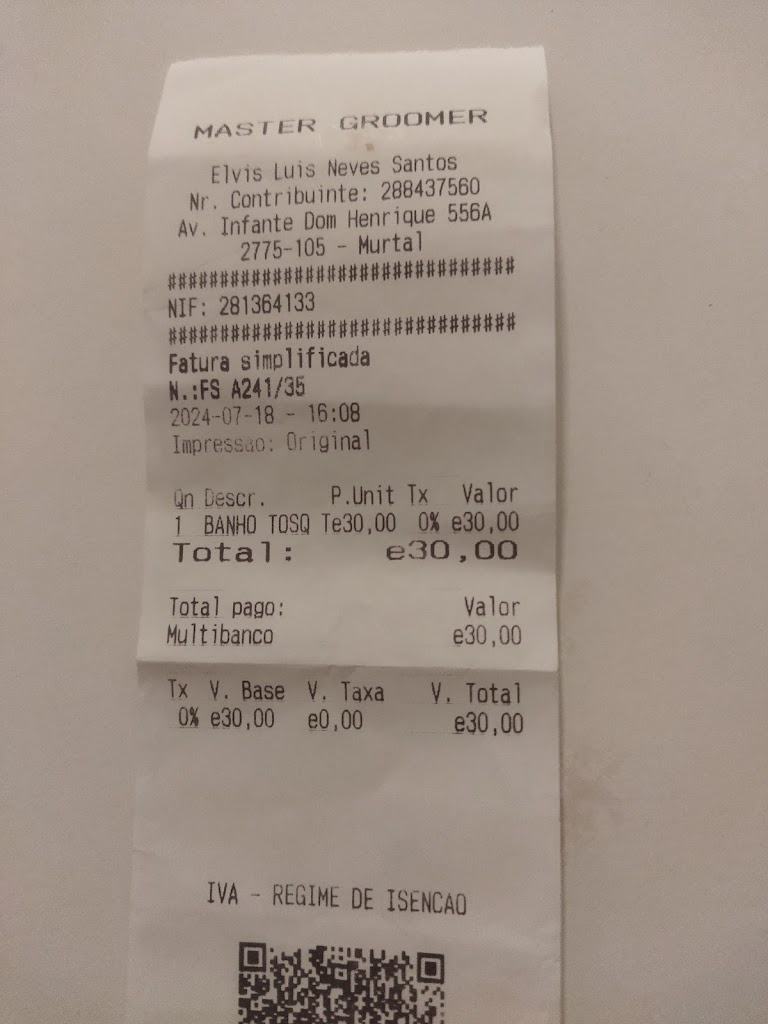 MASTER GROOMER
Elvis Luis Neves Santos
Nr. Contribuinte: 288437560
Av. Infante Dom Henrique 556A
2775-105 - Murtal
##################################
NIF: 281364133
##################################
Fatura simplificada
N.:FS A241/35
2024-07-18 - 16:08
Impressao: Original
Qn Descr. P.Unit Tx Valor
1 BANHO TOSQ Te30,00 0% e30,00
Total: e30,00
Total pago: Valor
Multibanco e30,00
Tx V. Base V. Taxa V. Total
0% e30,00 e0,00 e30,00
IVA - REGIME DE ISENCAO